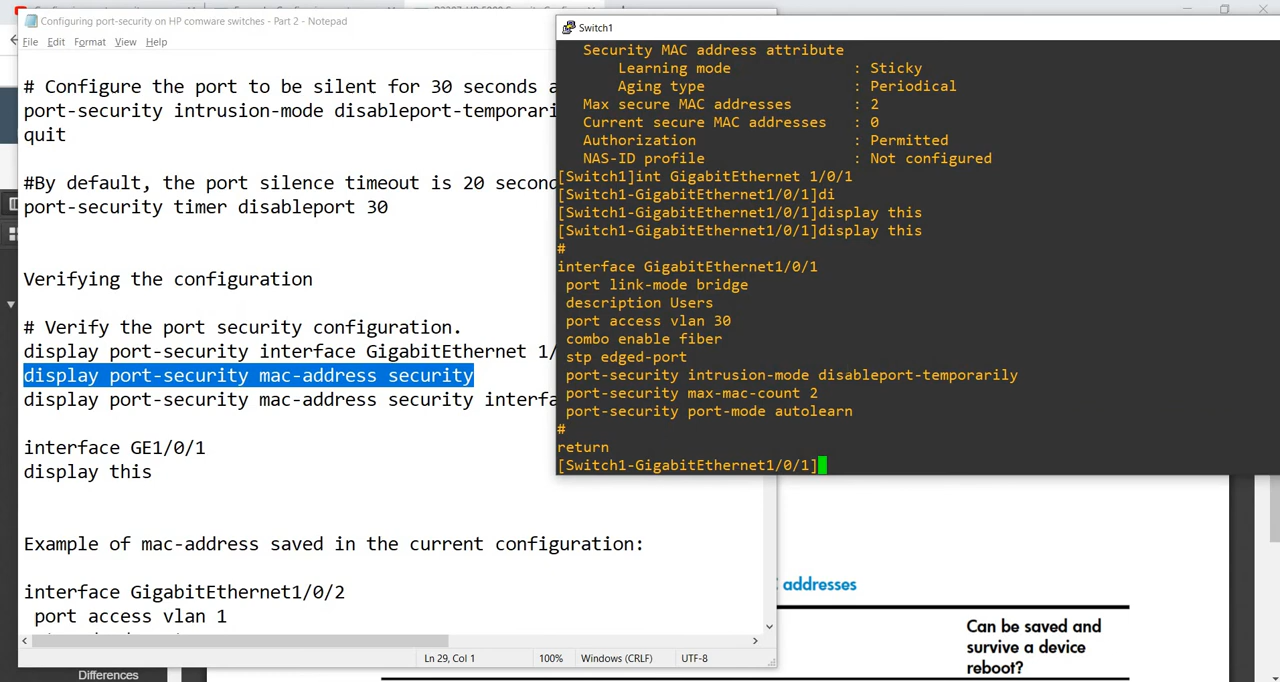 Configuring port-security on HP comware switches - Part 2 - Notepad
File Edit Format View Help
# Configure the port to be silent for 30 seconds a
port-security intrusion-mode disableport-temporari
quit
#By default, the port silence timeout is 20 second
port-security timer disableport 30
Verifying the configuration
# Verify the port security configuration.
display port-security interface GigabitEthernet 1/
display port-security mac-address security
display port-security mac-address security interfa
interface GE1/0/1
display this
Example of mac-address saved in the current configuration:
interface GigabitEthernet1/0/2
port access vlan 1
Ln 29, Col 1 100% Windows (CRLF) UTF-8
Switch1
Security MAC address attribute
Learning mode : Sticky
Aging type : Periodical
Max secure MAC addresses : 2
Current secure MAC addresses : 0
Authorization : Permitted
NAS-ID profile : Not configured
[Switch1]int GigabitEthernet 1/0/1
[Switch1-GigabitEthernet1/0/1]di
[Switch1-GigabitEthernet1/0/1]display this
[Switch1-GigabitEthernet1/0/1]display this
#
interface GigabitEthernet1/0/1
port link-mode bridge
description Users
port access vlan 30
combo enable fiber
stp edged-port
port-security intrusion-mode disableport-temporarily
port-security max-mac-count 2
port-security port-mode autolearn
#
return
[Switch1-GigabitEthernet1/0/1]
addresses
Can be saved and
survive a device
reboot?
Differences